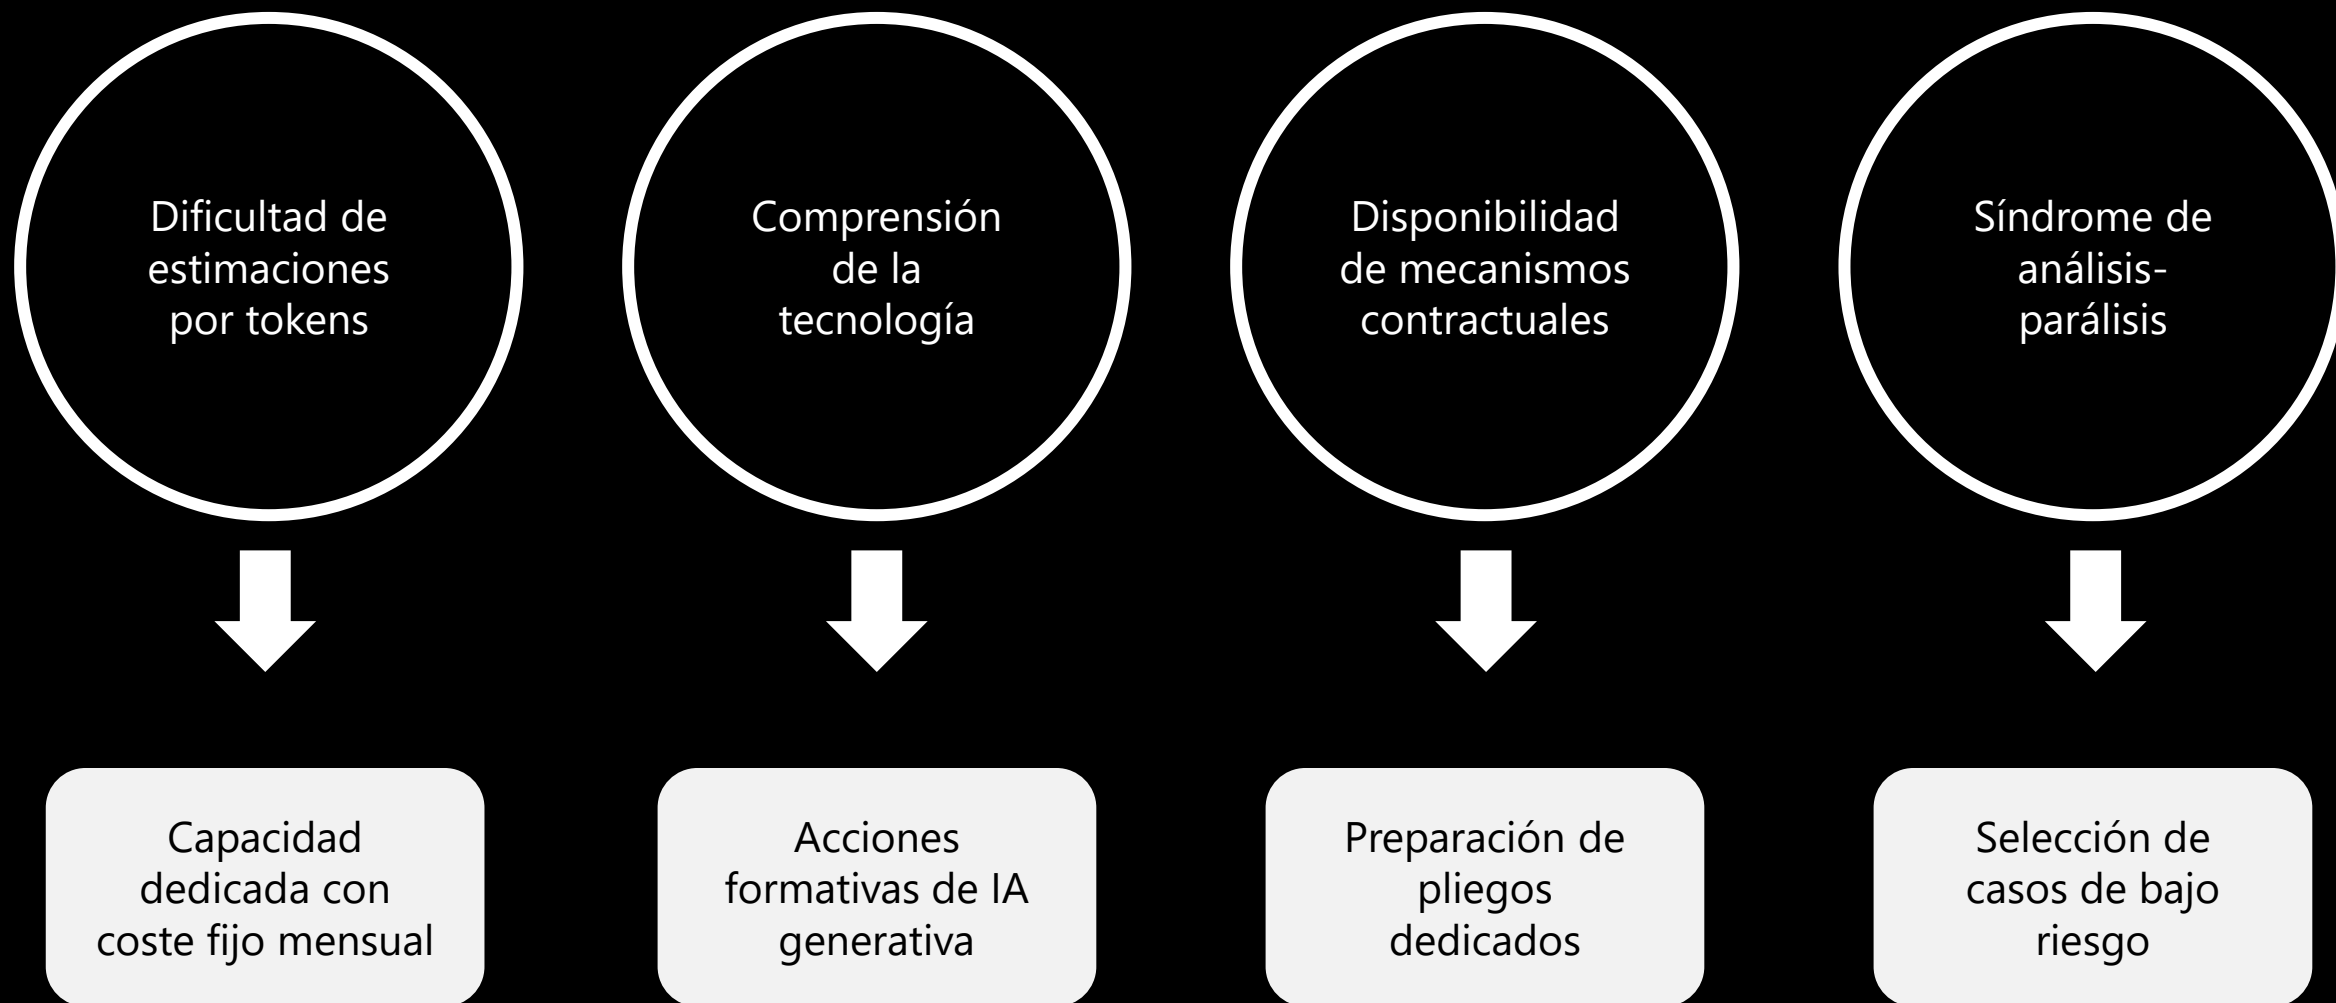 Dificultad de
estimaciones
por tokens
Comprensión
de la
tecnología
Disponibilidad
de mecanismos
contractuales
Síndrome de
análisis-
parálisis
Capacidad
dedicada con
coste fijo mensual
Acciones
formativas de IA
generativa
Preparación de
pliegos
dedicados
Selección de
casos de bajo
riesgo